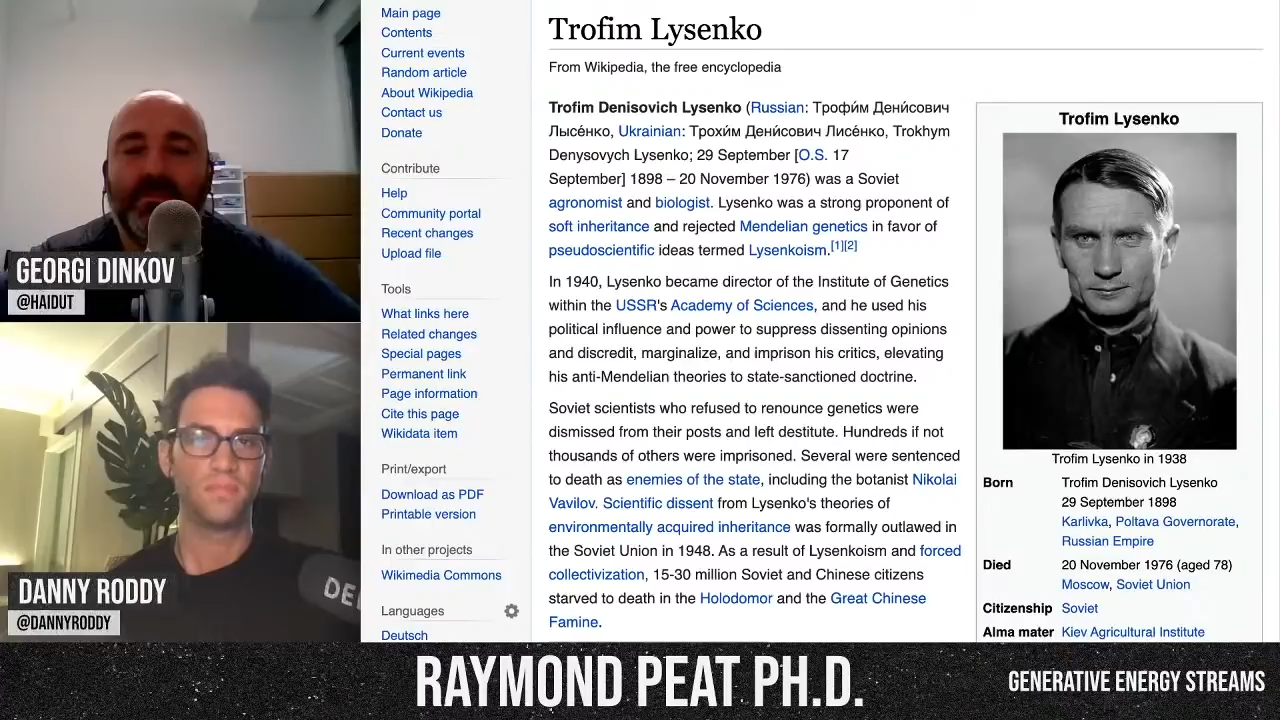 GEORGI DINKOV
@HAIDUT
DANNY RODDY
@DANNYRODDY
Main page
Contents
Current events
Random article
About Wikipedia
Contact us
Donate
Contribute
Help
Community portal
Recent changes
Upload file
Tools
What links here
Related changes
Special pages
Permanent link
Page information
Cite this page
Wikidata item
Print/export
Download as PDF
Printable version
In other projects
Wikimedia Commons
Languages
Deutsch
Trofim Lysenko
From Wikipedia, the free encyclopedia
Trofim Denisovich Lysenko (Russian: Трофи́м Дени́сович
Лысе́нко, Ukrainian: Трохи́м Дени́сович Лисе́нко, Trokhym
Denysovych Lysenko; 29 September [O.S. 17
September] 1898 – 20 November 1976) was a Soviet
agronomist and biologist. Lysenko was a strong proponent of
soft inheritance and rejected Mendelian genetics in favor of
pseudoscientific ideas termed Lysenkoism.[1][2]
In 1940, Lysenko became director of the Institute of Genetics
within the USSR's Academy of Sciences, and he used his
political influence and power to suppress dissenting opinions
and discredit, marginalize, and imprison his critics, elevating
his anti-Mendelian theories to state-sanctioned doctrine.
Soviet scientists who refused to renounce genetics were
dismissed from their posts and left destitute. Hundreds if not
thousands of others were imprisoned. Several were sentenced
to death as enemies of the state, including the botanist Nikolai
Vavilov. Scientific dissent from Lysenko's theories of
environmentally acquired inheritance was formally outlawed in
the Soviet Union in 1948. As a result of Lysenkoism and forced
collectivization, 15-30 million Soviet and Chinese citizens
starved to death in the Holodomor and the Great Chinese
Famine.
Trofim Lysenko
Trofim Lysenko in 1938
Born Trofim Denisovich Lysenko
29 September 1898
Karlivka, Poltava Governorate,
Russian Empire
Died 20 November 1976 (aged 78)
Moscow, Soviet Union
Citizenship Soviet
Alma mater Kiev Agricultural Institute
RAYMOND PEAT PH.D.
GENERATIVE ENERGY STREAMS